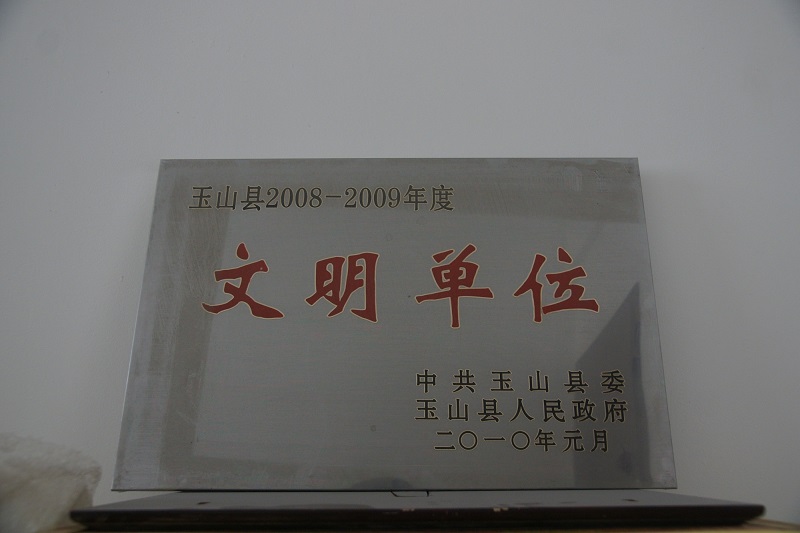 玉山县2008-2009年度
文明单位
中共玉山县委
玉山县人民政府
二〇一〇年元月